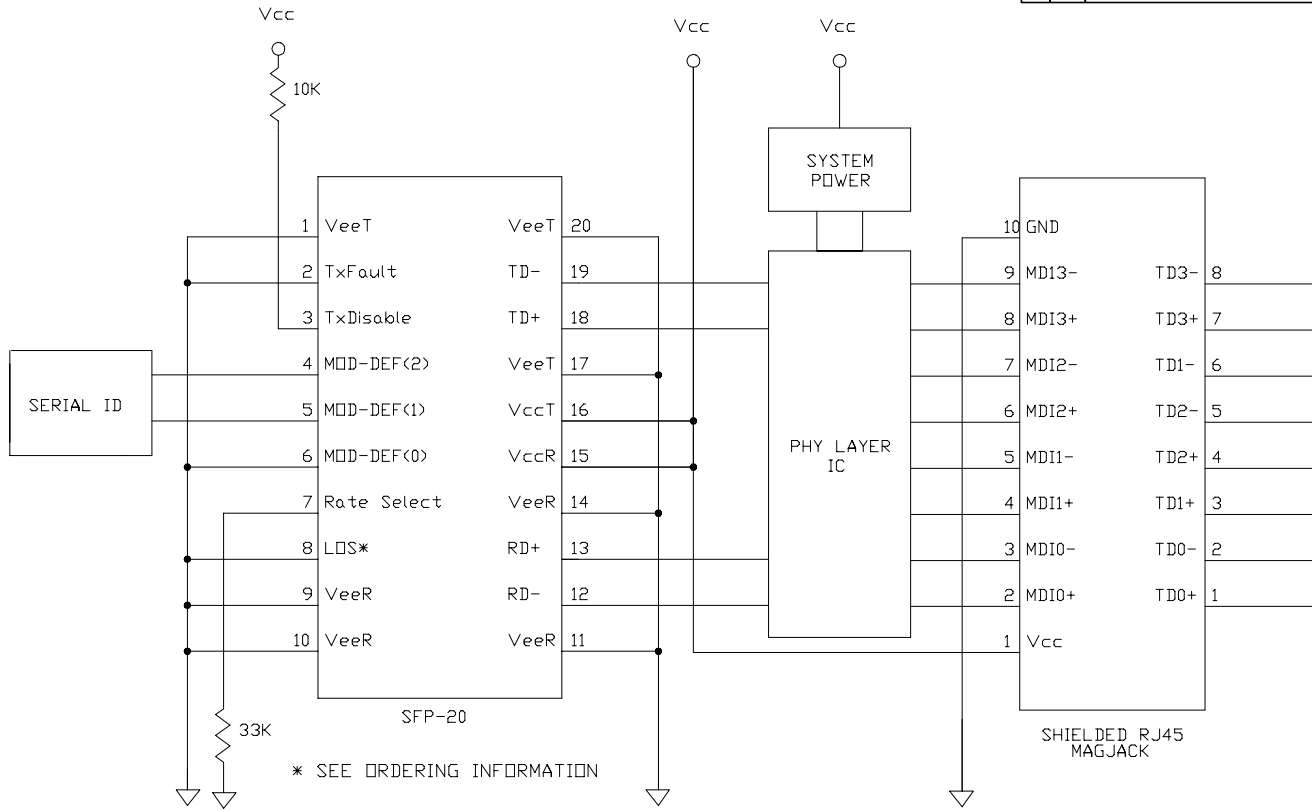 Vcc
10K
Vcc
Vcc
SYSTEM
POWER
SERIAL ID
1 VeeT
2 TxFault
3 TxDisable
4 MOD-DEF(2)
5 MOD-DEF(1)
6 MOD-DEF(0)
7 Rate Select
8 LOS*
9 VeeR
10 VeeR
VeeT 20
TD- 19
TD+ 18
VeeT 17
VccT 16
VccR 15
VeeR 14
RD+ 13
RD- 12
VeeR 11
SFP-20
33K
* SEE ORDERING INFORMATION
PHY LAYER
IC
10 GND
9 MD13-
8 MDI3+
7 MDI2-
6 MDI2+
5 MDI1-
4 MDI1+
3 MDI0-
2 MDI0+
1 Vcc
TD3- 8
TD3+ 7
TD1- 6
TD2- 5
TD2+ 4
TD1+ 3
TD0- 2
TD0+ 1
SHIELDED RJ45
MAGJACK